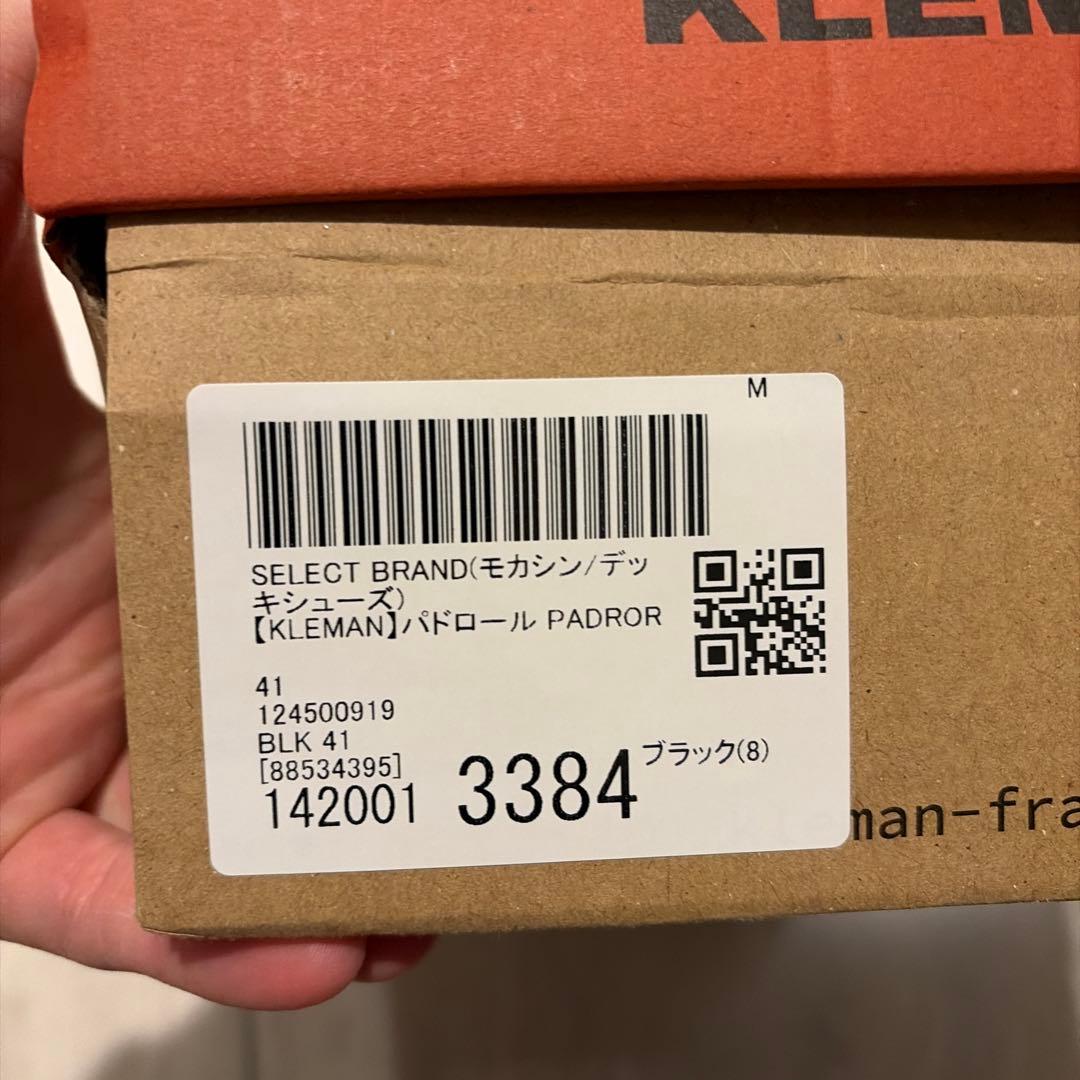 KLEM
M
SELECT BRAND(モカシン/デッ
キシューズ)
【KLEMAN】パドロール PADROR
41
124500919
BLK 41
[88534395]
142001 3384 ブラック(8)
man-fra